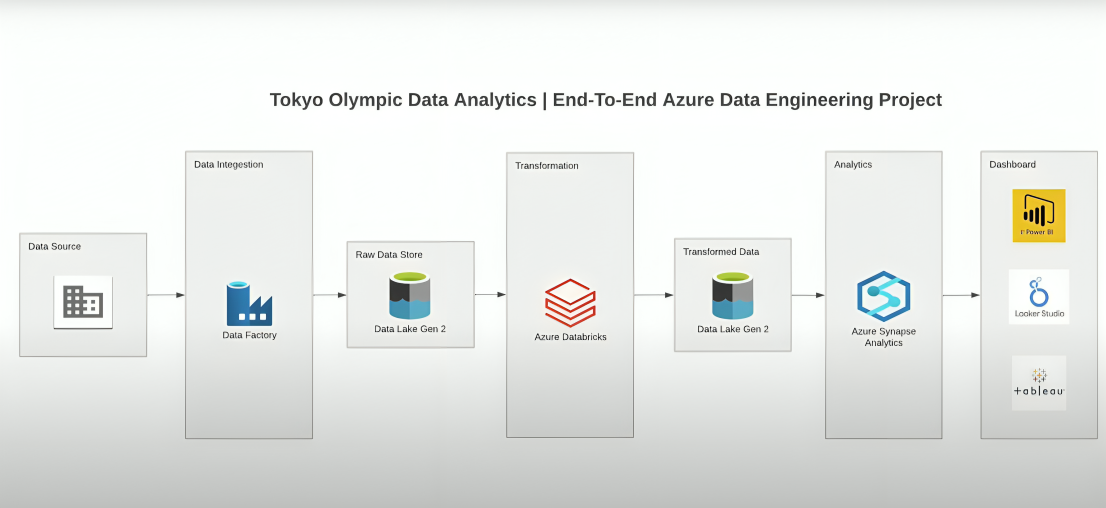 Tokyo Olympic Data Analytics | End-To-End Azure Data Engineering Project
Data Source
Data Integestion
Data Factory
Raw Data Store
Data Lake Gen 2
Transformation
Azure Databricks
Transformed Data
Data Lake Gen 2
Analytics
Azure Synapse
Analytics
Dashboard
Power BI
Looker Studio
+ableau